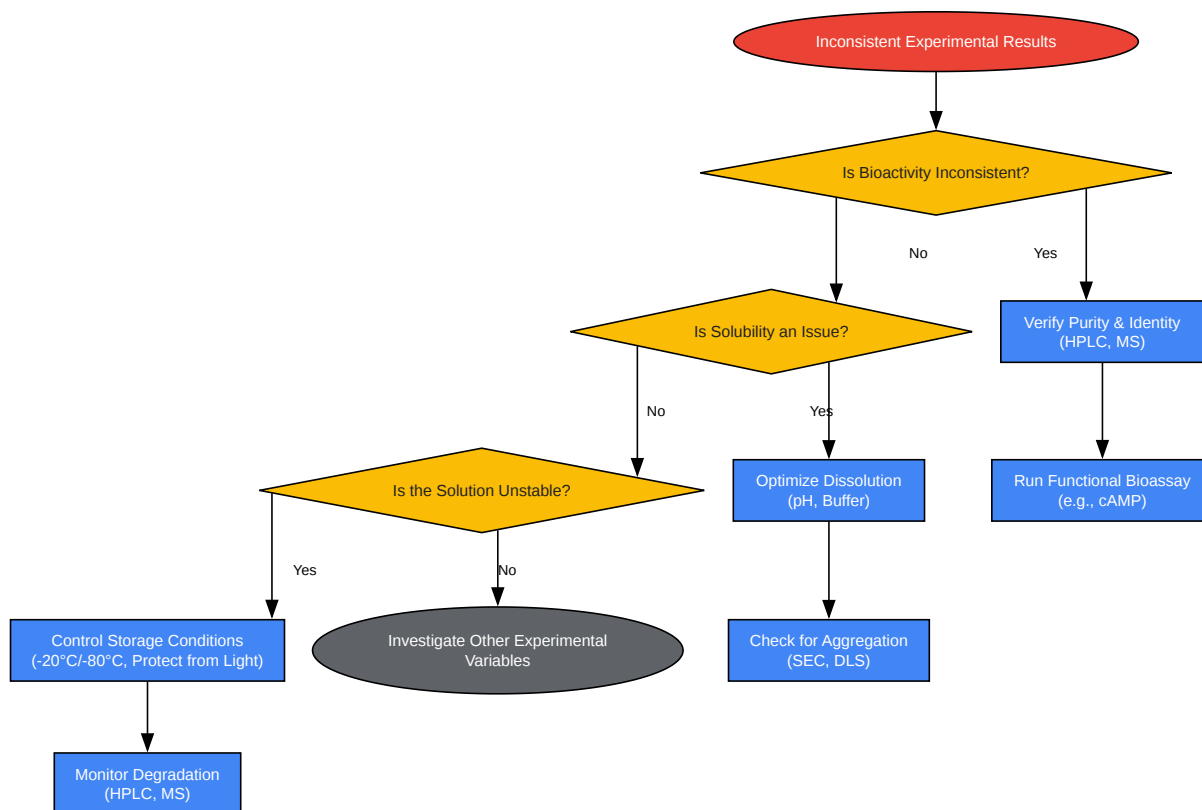 Inconsistent Experimental Results
Is Bioactivity Inconsistent?
No
Yes
Is Solubility an Issue?
Verify Purity & Identity
(HPLC, MS)
No
Yes
Is the Solution Unstable?
Optimize Dissolution
(pH, Buffer)
Run Functional Bioassay
(e.g., cAMP)
Yes
No
Control Storage Conditions
(-20°C/-80°C, Protect from Light)
Investigate Other Experimental
Variables
Check for Aggregation
(SEC, DLS)
Monitor Degradation
(HPLC, MS)